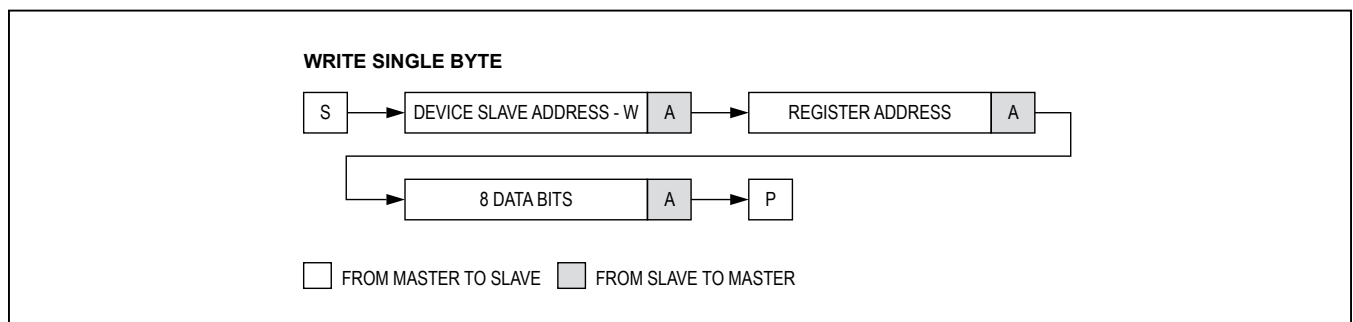 WRITE SINGLE BYTE
S DEVICE SLAVE ADDRESS - W A REGISTER ADDRESS A
8 DATA BITS A P
FROM MASTER TO SLAVE FROM SLAVE TO MASTER